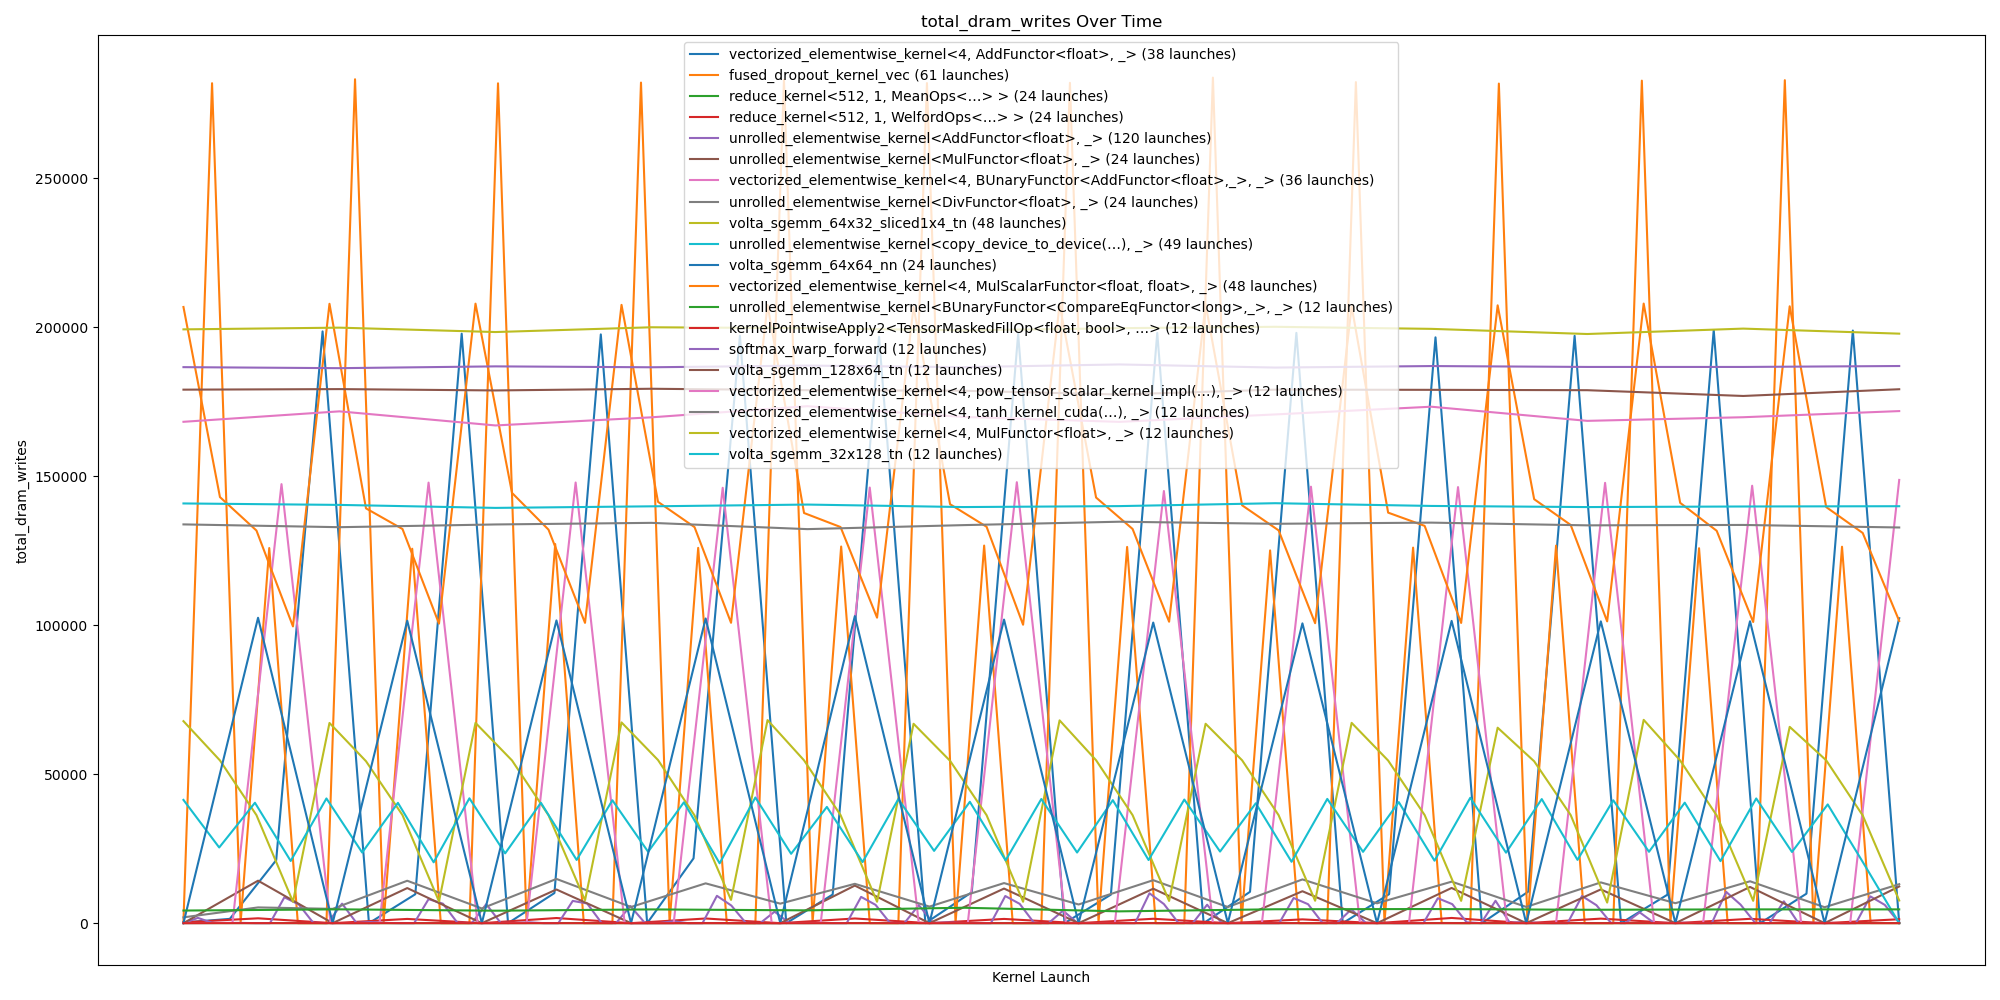 total_dram_writes Over Time
vectorized_elementwise_kernel<4, AddFunctor<float>, _> (38 launches)
fused_dropout_kernel_vec (61 launches)
reduce_kernel<512, 1, MeanOps<...> > (24 launches)
reduce_kernel<512, 1, WelfordOps<...> > (24 launches)
unrolled_elementwise_kernel<AddFunctor<float>, _> (120 launches)
unrolled_elementwise_kernel<MulFunctor<float>, _> (24 launches)
vectorized_elementwise_kernel<4, BUnaryFunctor<AddFunctor<float>,_>, _> (36 launches)
unrolled_elementwise_kernel<DivFunctor<float>, _> (24 launches)
volta_sgemm_64x32_sliced1x4_tn (48 launches)
unrolled_elementwise_kernel<copy_device_to_device(...), _> (49 launches)
volta_sgemm_64x64_nn (24 launches)
vectorized_elementwise_kernel<4, MulScalarFunctor<float, float>, _> (48 launches)
unrolled_elementwise_kernel<BUnaryFunctor<CompareEqFunctor<long>,_>, _> (12 launches)
kernelPointwiseApply2<TensorMaskedFillOp<float, bool>, ...> (12 launches)
softmax_warp_forward (12 launches)
volta_sgemm_128x64_tn (12 launches)
vectorized_elementwise_kernel<4, pow_tensor_scalar_kernel_impl(...), _> (12 launches)
vectorized_elementwise_kernel<4, tanh_kernel_cuda(...), _> (12 launches)
vectorized_elementwise_kernel<4, MulFunctor<float>, _> (12 launches)
volta_sgemm_32x128_tn (12 launches)
250000
200000
150000
100000
50000
0
total_dram_writes
Kernel Launch